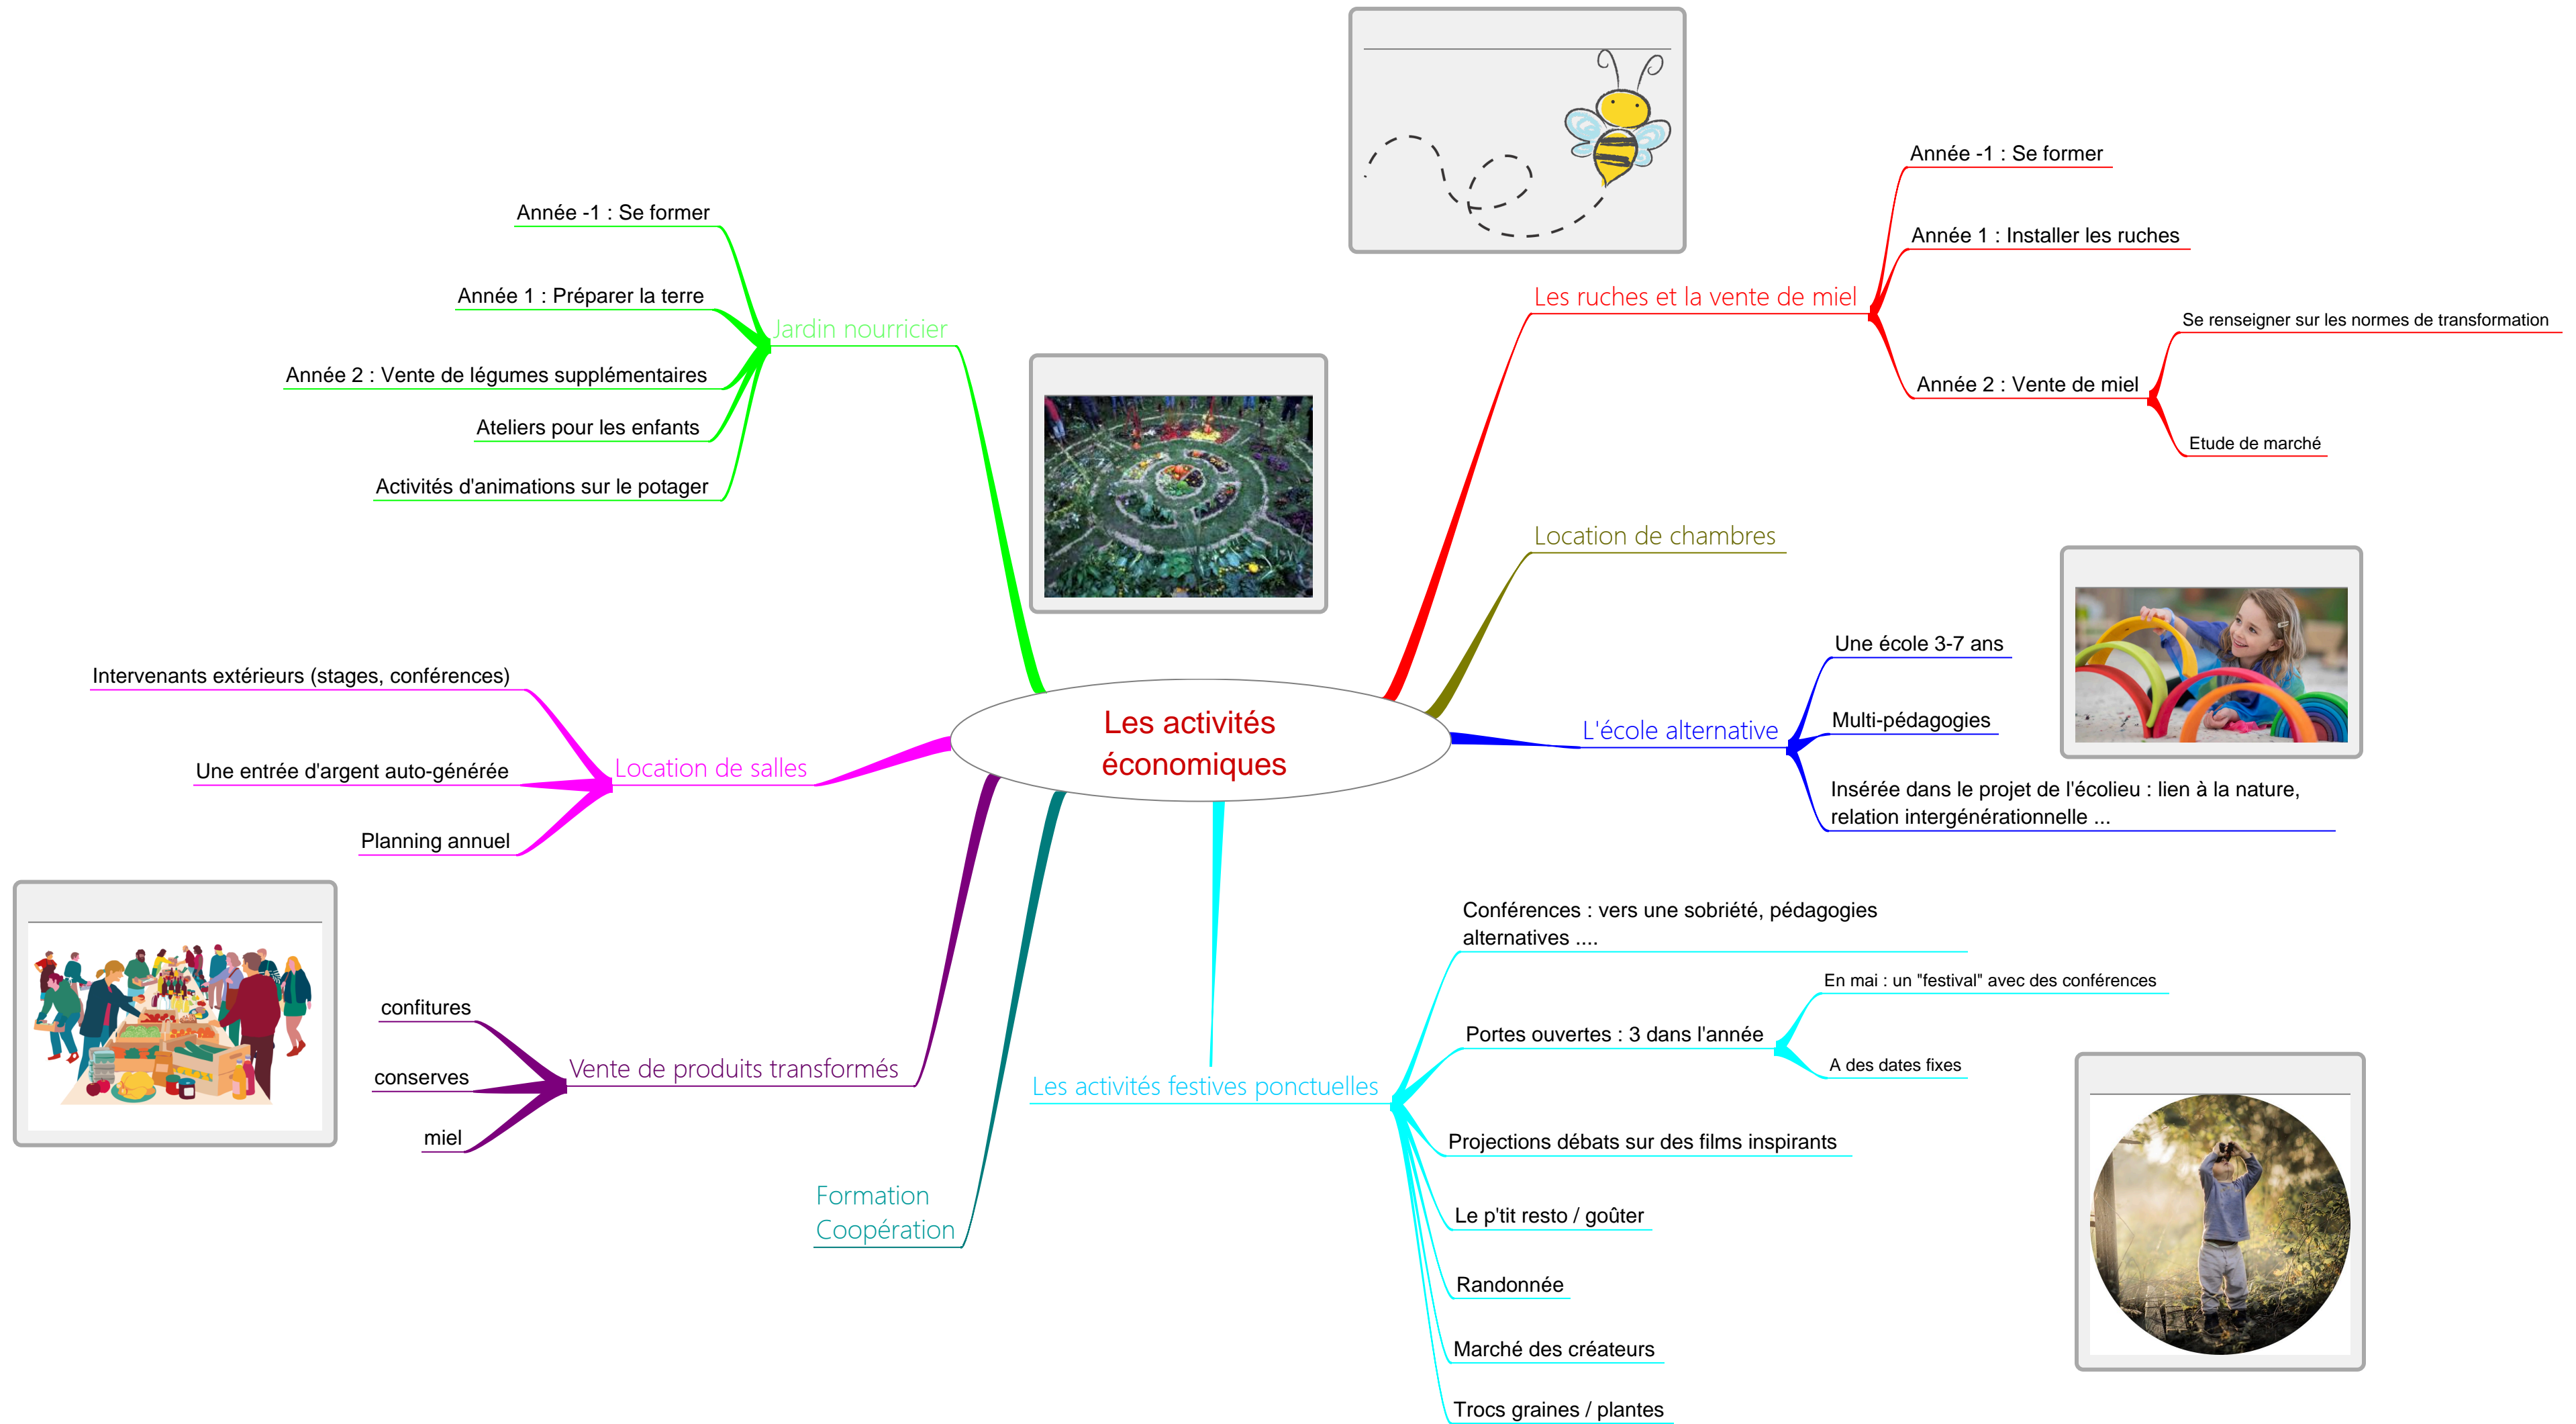 Les activités
économiques
Les ruches et la vente de miel
Année -1 : Se former
Année 1 : Installer les ruches
Année 2 : Vente de miel
Se renseigner sur les normes de transformation
Etude de marché
Location de chambres
L'école alternative
Une école 3-7 ans
Multi-pédagogies
Insérée dans le projet de l'écolieu : lien à la nature,
relation intergénérationnelle ...
Les activités festives ponctuelles
Conférences : vers une sobriété, pédagogies
alternatives ....
Portes ouvertes : 3 dans l'année
En mai : un "festival" avec des conférences
A des dates fixes
Projections débats sur des films inspirants
Le p'tit resto / goûter
Randonnée
Marché des créateurs
Trocs graines / plantes
Formation
Coopération
Vente de produits transformés
confitures
conserves
miel
Location de salles
Intervenants extérieurs (stages, conférences)
Une entrée d'argent auto-générée
Planning annuel
Jardin nourricier
Année -1 : Se former
Année 1 : Préparer la terre
Année 2 : Vente de légumes supplémentaires
Ateliers pour les enfants
Activités d'animations sur le potager